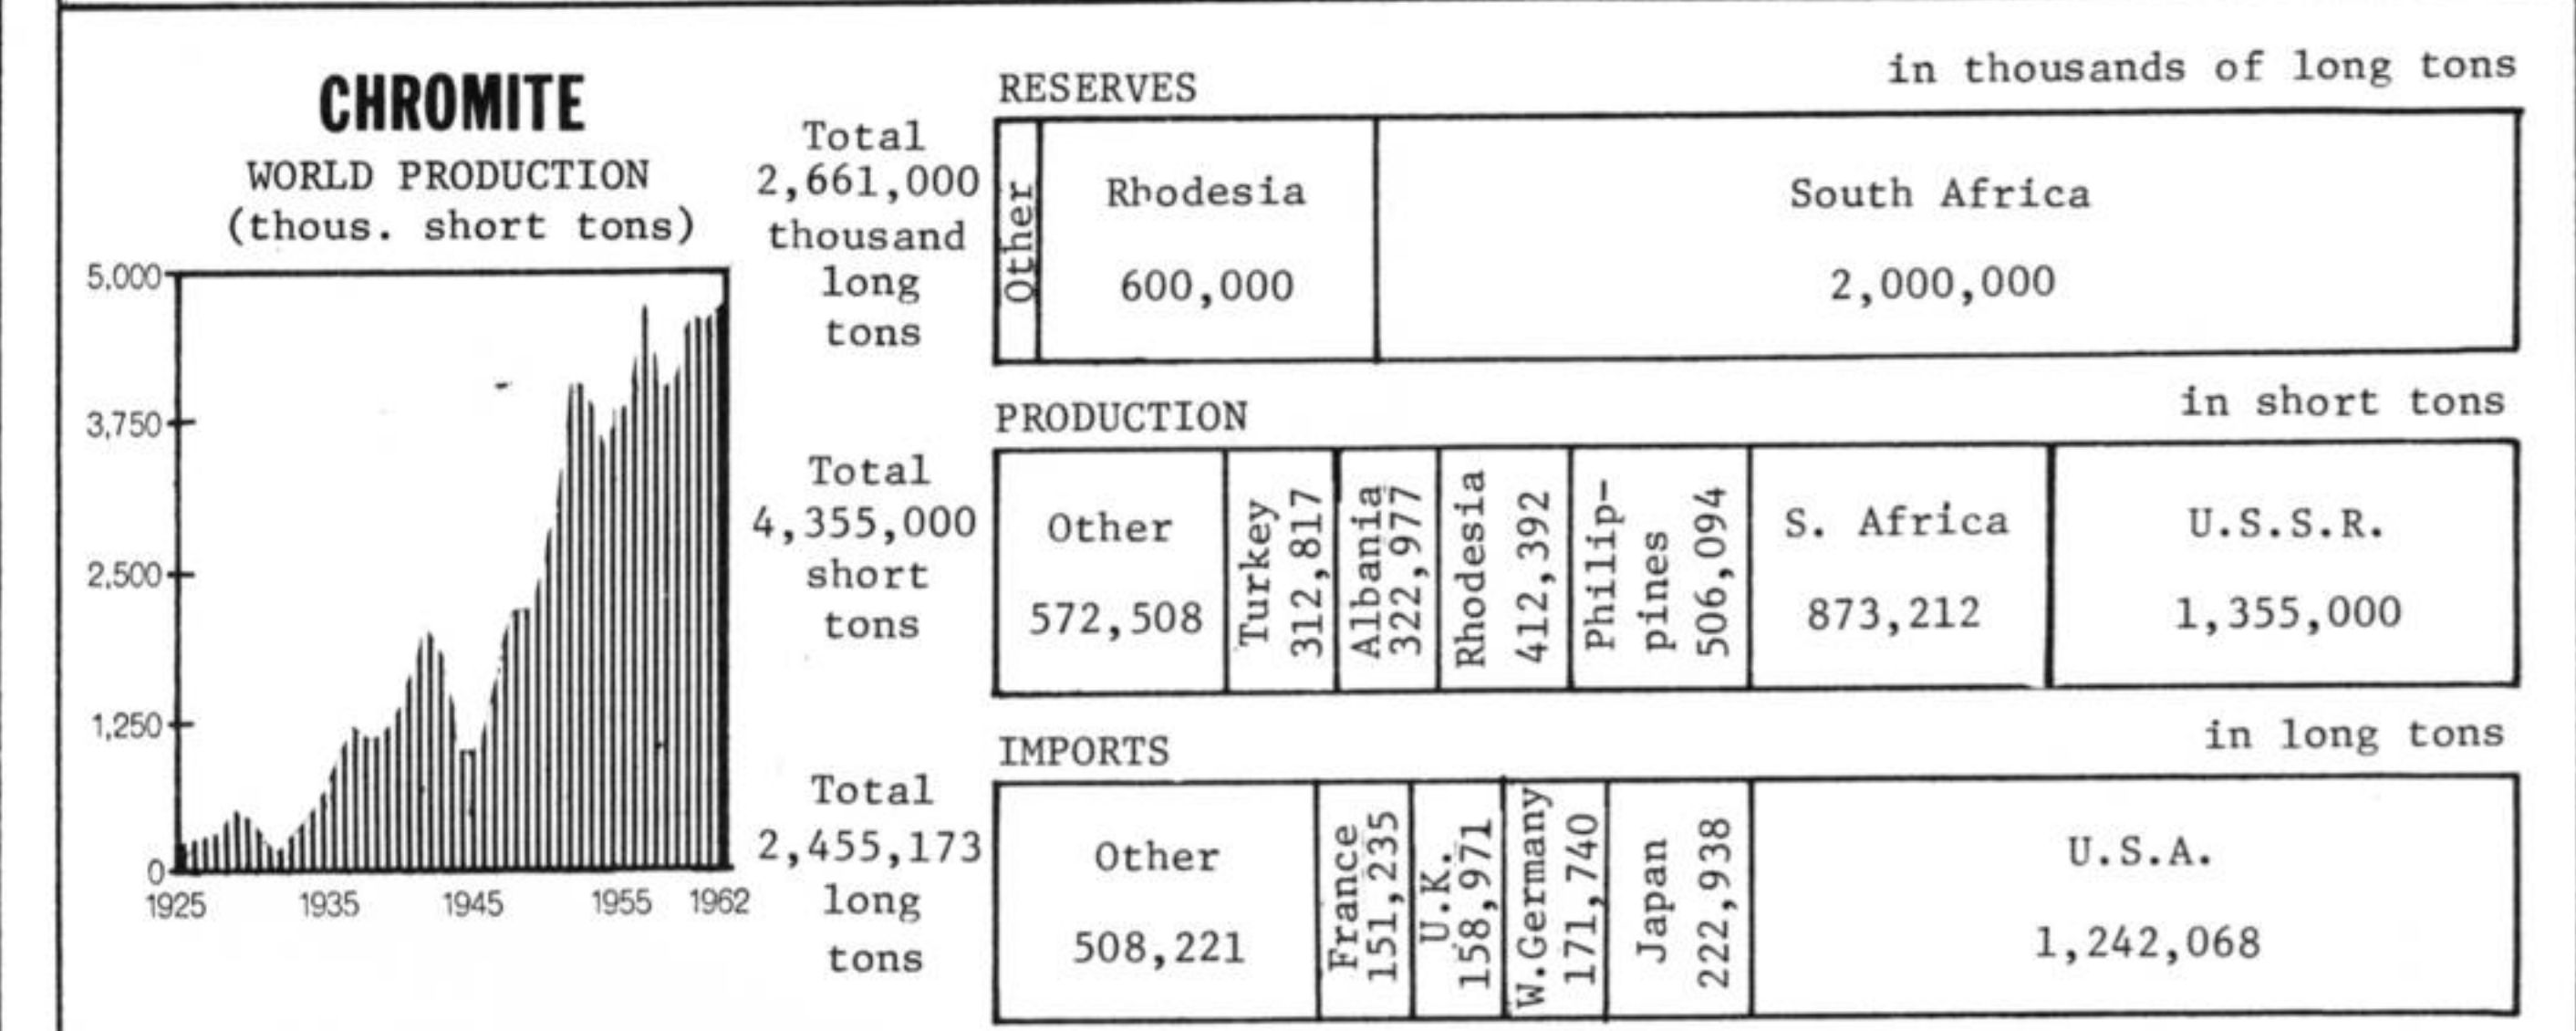 CHROMITE
WORLD PRODUCTION
(thous. short tons)
5,000
3,750
2,500
1,250
0
1925
1935
1945
1955
1962
RESERVES
in thousands of long tons
Total
2,661,000
thousand
long
tons
Other
Rhodesia
600,000
South Africa
2,000,000
PRODUCTION
in short tons
Total
4,355,000
short
tons
Other
572,508
Turkey
312,817
Albania
322,977
Rhodesia
412,392
Philip-
pines
506,094
S. Africa
873,212
U.S.S.R.
1,355,000
IMPORTS
in long tons
Total
2,455,173
long
tons
Other
508,221
France
151,235
U.K.
158,971
W.Germany
171,740
Japan
222,938
U.S.A.
1,242,068